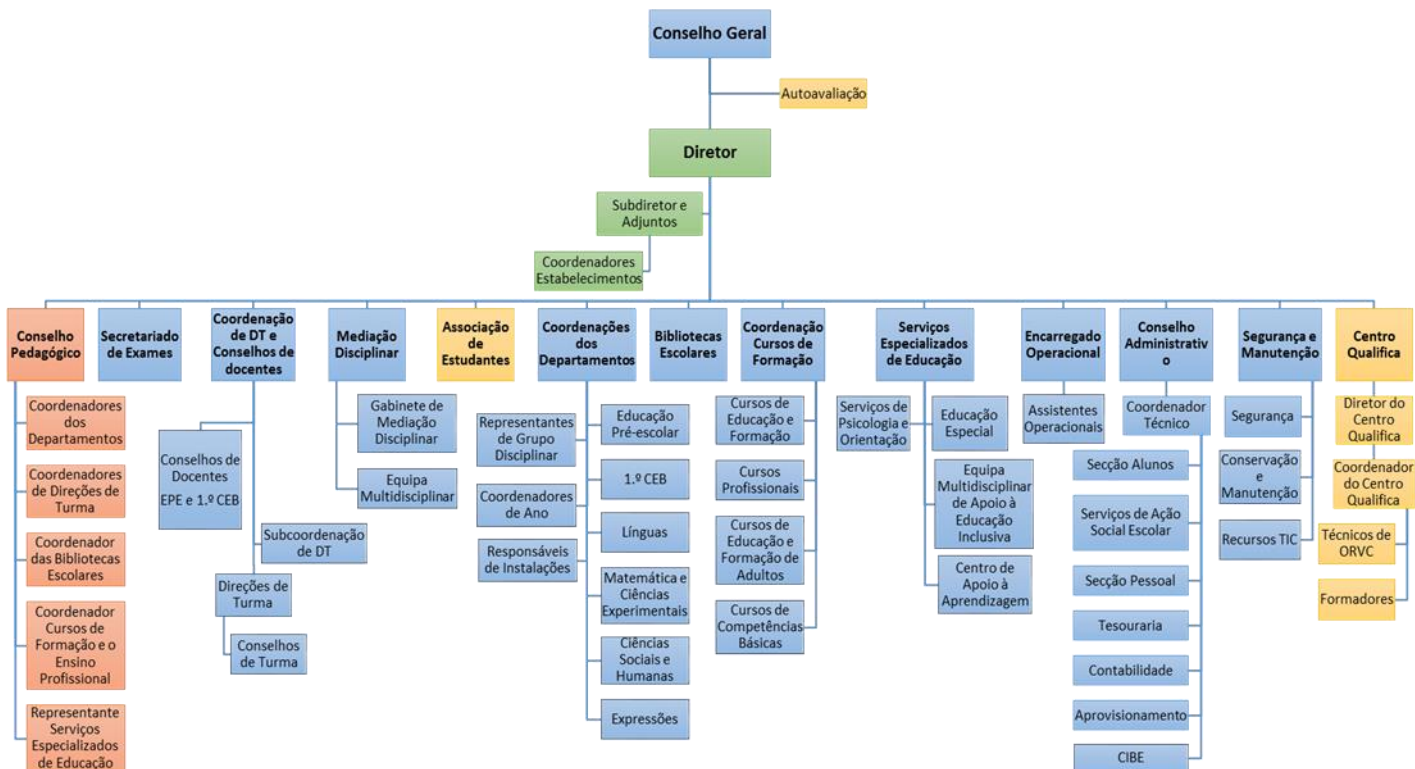 Conselho Geral
Autoavaliação
Diretor
Subdiretor e
Adjuntos
Coordenadores
Estabelecimentos
Conselho
Pedagógico
Coordenadores
dos
Departamentos
Coordenadores
de Direções de
Turma
Coordenador
das Bibliotecas
Escolares
Coordenador
Cursos de
Formação e o
Ensino
Profissional
Representante
Serviços
Especializados
de Educação
Secretariado
de Exames
Coordenação
de DT e
Conselhos de
docentes
Conselhos de
Docentes
EPE e 1.º CEB
Subcoordenação
de DT
Direções de
Turma
Conselhos
de Turma
Mediação
Disciplinar
Gabinete de
Mediação
Disciplinar
Equipa
Multidisciplinar
Associação
de
Estudantes
Coordenações
dos
Departamentos
Representantes
de Grupo
Disciplinar
Coordenadores
de Ano
Responsáveis
de Instalações
Educação
Pré-escolar
1.º CEB
Línguas
Matemática e
Ciências
Experimentais
Ciências
Sociais e
Humanas
Expressões
Bibliotecas
Escolares
Coordenação
Cursos de
Formação
Cursos de
Educação e
Formação
Cursos
Profissionais
Cursos de
Educação e
Formação de
Adultos
Cursos de
Competências
Básicas
Serviços
Especializados
de Educação
Serviços de
Psicologia e
Orientação
Educação
Especial
Equipa
Multidisciplinar
de Apoio à
Educação
Inclusiva
Centro de
Apoio à
Aprendizagem
Encarregado
Operacional
Assistentes
Operacionais
Conselho
Administrativ
o
Coordenador
Técnico
Secção Alunos
Serviços de Ação
Social Escolar
Secção Pessoal
Tesouraria
Contabilidade
Aprovisionamento
CIBE
Segurança e
Manutenção
Segurança
Conservação
e
Manutenção
Recursos TIC
Centro
Qualifica
Diretor do
Centro
Qualifica
Coordenador
do Centro
Qualifica
Técnicos de
ORVC
Formadores